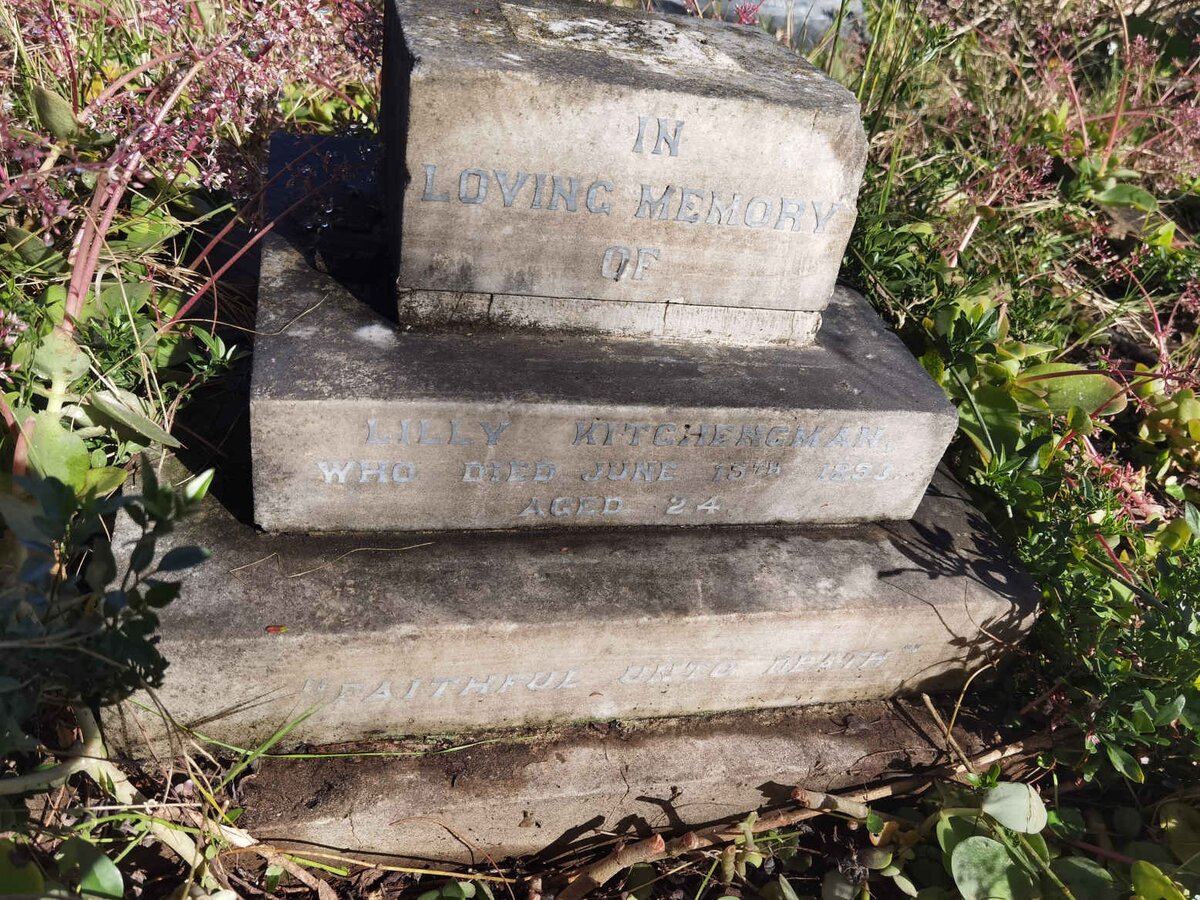 IN
LOVING MEMORY
OF
LILLY KITCHENGMAN,
WHO DIED JUNE 15TH
AGED 24
"FAITHFUL UNTO DEATH"